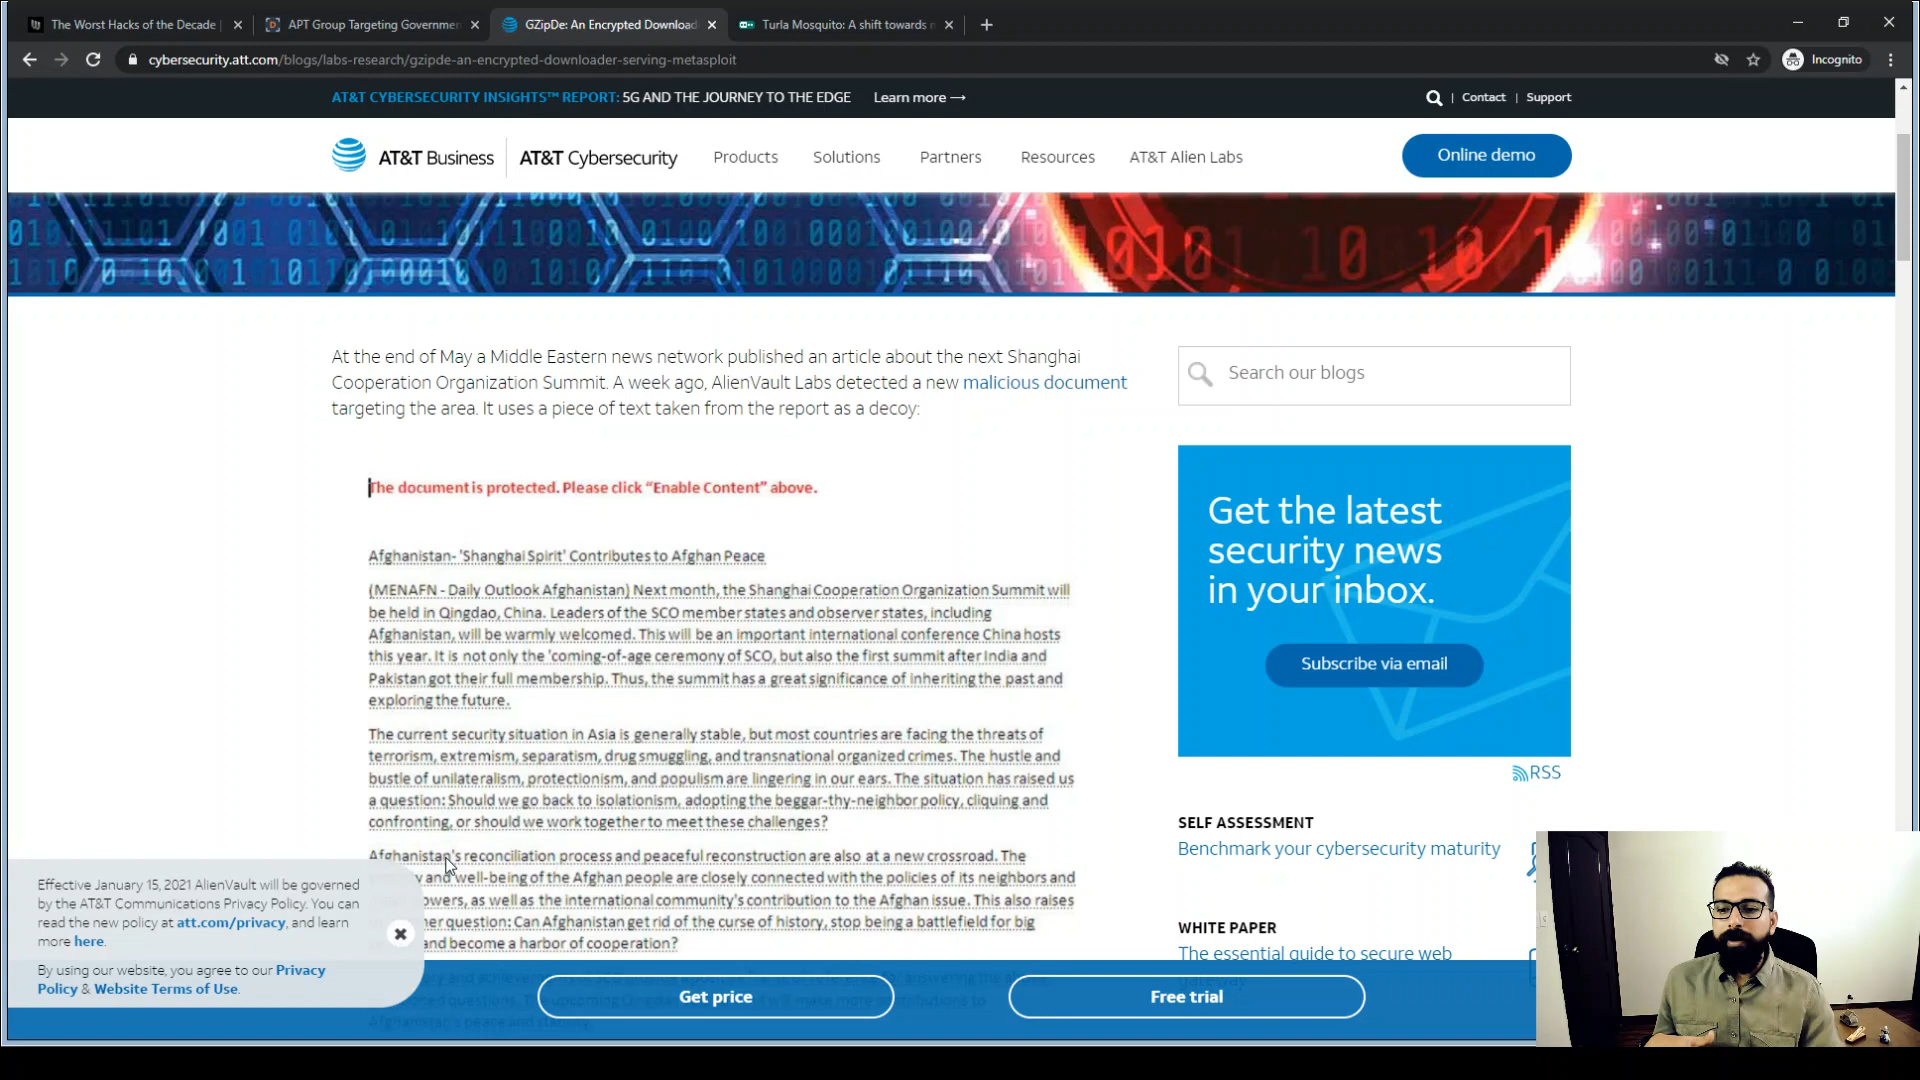 The Worst Hacks of the Decade
APT Group Targeting Governmen
GZipDe: An Encrypted Download
Turla Mosquito: A shift towards
cybersecurity.att.com/blogs/labs-research/gzipde-an-encrypted-downloader-serving-metasploit
Incognito
AT&T CYBERSECURITY INSIGHTS™ REPORT: 5G AND THE JOURNEY TO THE EDGE Learn more →
Contact | Support
AT&T Business | AT&T Cybersecurity
Products Solutions Partners Resources AT&T Alien Labs
Online demo
At the end of May a Middle Eastern news network published an article about the next Shanghai
Cooperation Organization Summit. A week ago, AlienVault Labs detected a new malicious document
targeting the area. It uses a piece of text taken from the report as a decoy:
The document is protected. Please click “Enable Content” above.
Afghanistan- 'Shanghai Spirit' Contributes to Afghan Peace
(MENAFN - Daily Outlook Afghanistan) Next month, the Shanghai Cooperation Organization Summit will
be held in Qingdao, China. Leaders of the SCO member states and observer states, including
Afghanistan, will be warmly welcomed. This will be an important international conference China hosts
this year. It is not only the 'coming-of-age ceremony of SCO, but also the first summit after India and
Pakistan got their full membership. Thus, the summit has a great significance of inheriting the past and
exploring the future.
The current security situation in Asia is generally stable, but most countries are facing the threats of
terrorism, extremism, separatism, drug smuggling, and transnational organized crimes. The hustle and
bustle of unilateralism, protectionism, and populism are lingering in our ears. The situation has raised us
a question: Should we go back to isolationism, adopting the beggar-thy-neighbor policy, cliquing and
confronting, or should we work together to meet these challenges?
Afghanistan's reconciliation process and peaceful reconstruction are also at a new crossroad. The
and well-being of the Afghan people are closely connected with the policies of its neighbors and
owers, as well as the international community's contribution to the Afghan issue. This also raises
her question: Can Afghanistan get rid of the curse of history, stop being a battlefield for big
and become a harbor of cooperation?
Afghanistan's peace and stability.
Search our blogs
Get the latest
security news
in your inbox.
Subscribe via email
RSS
SELF ASSESSMENT
Benchmark your cybersecurity maturity
WHITE PAPER
The essential guide to secure web
gateway
Effective January 15, 2021 AlienVault will be governed
by the AT&T Communications Privacy Policy. You can
read the new policy at att.com/privacy, and learn
more here.
By using our website, you agree to our Privacy
Policy & Website Terms of Use.
Get price
Free trial